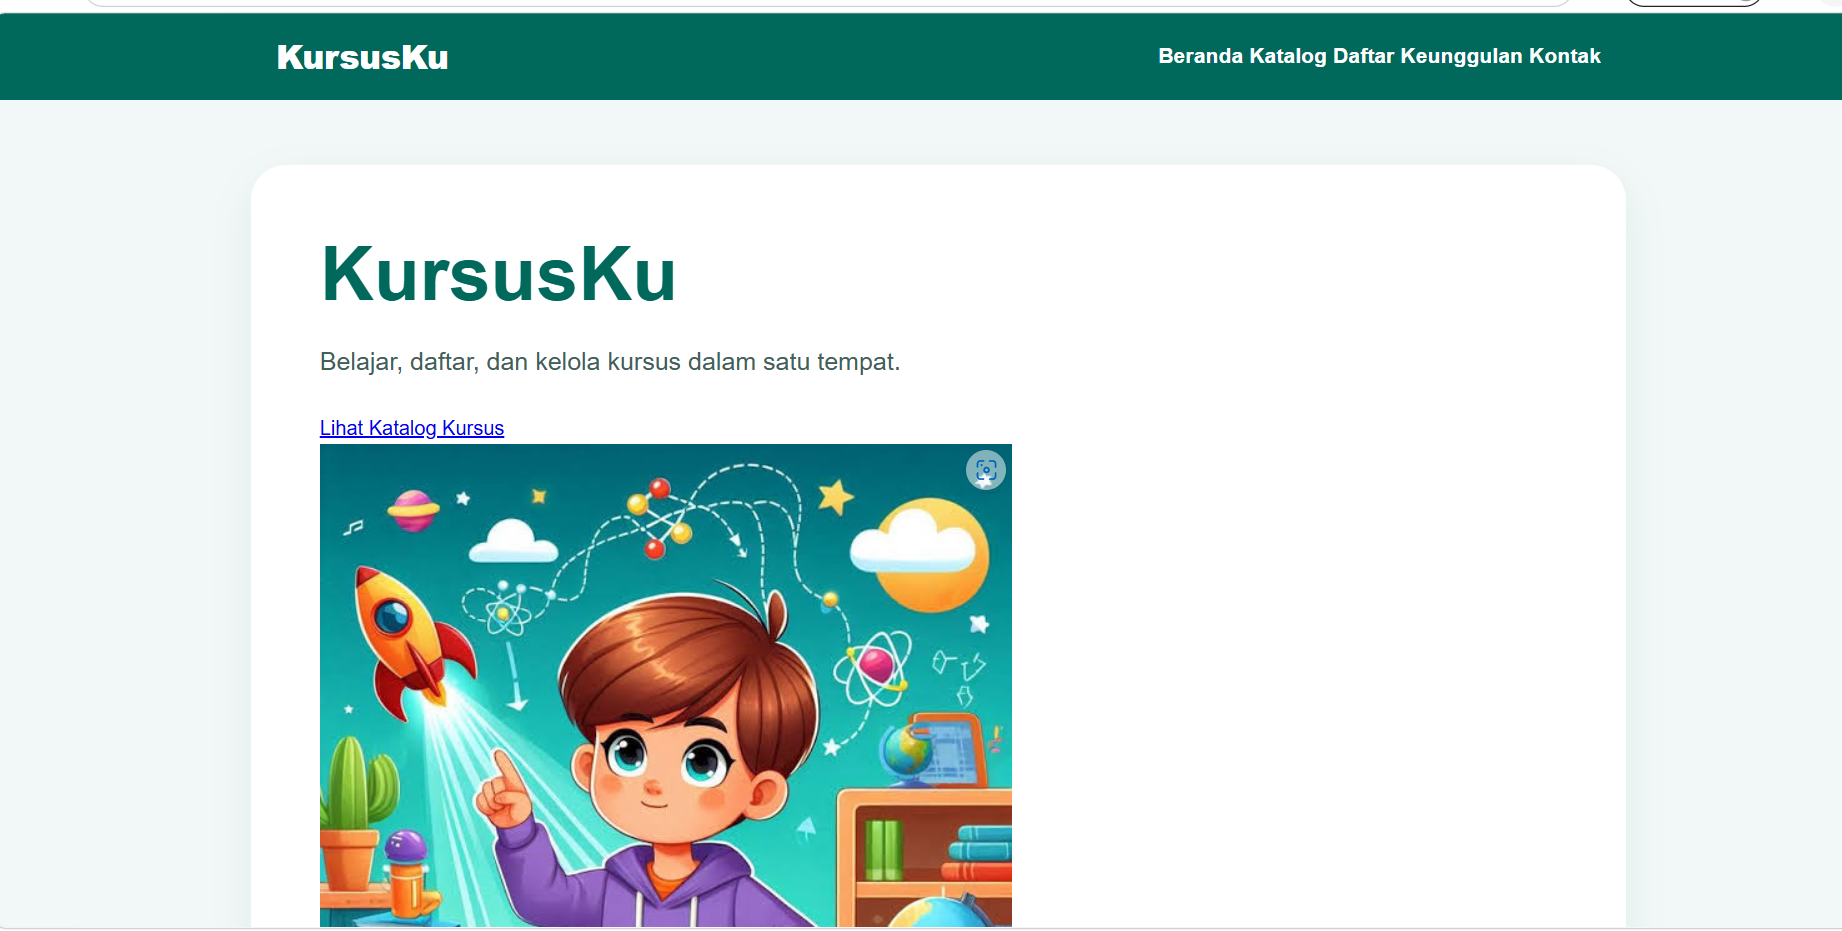 KursusKu
Beranda Katalog Daftar Keunggulan Kontak
KursusKu
Belajar, daftar, dan kelola kursus dalam satu tempat.
Lihat Katalog Kursus